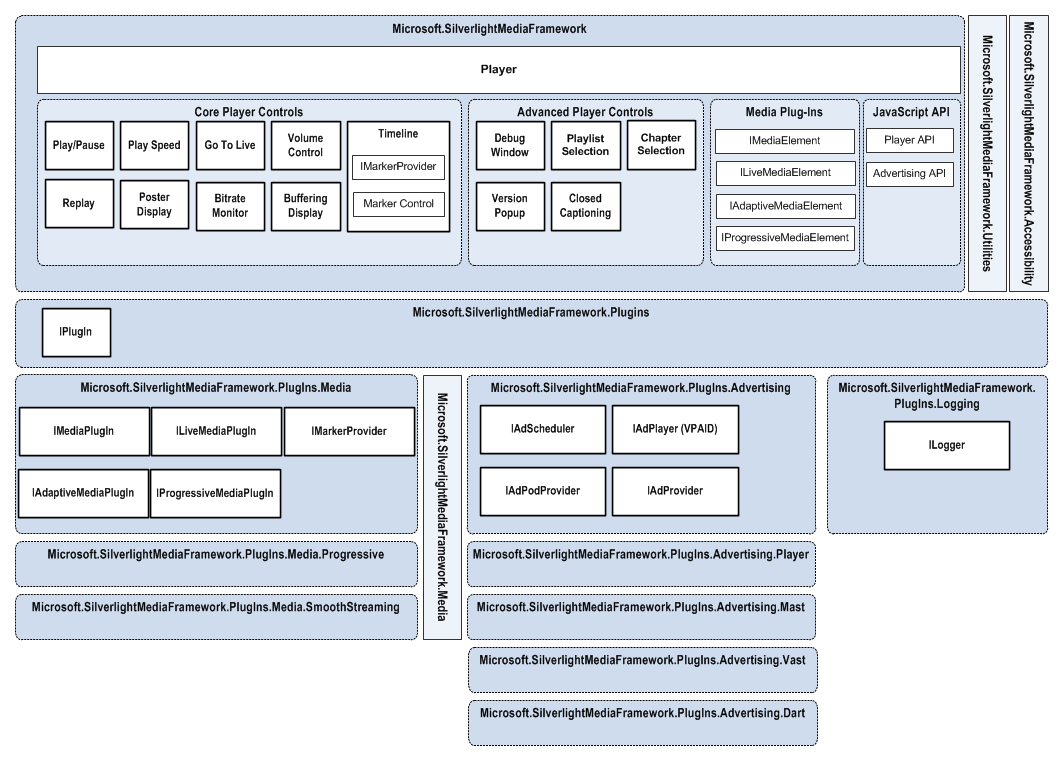 Microsoft.SilverlightMediaFramework
Player
Core Player Controls
Play/Pause
Play Speed
Go To Live
Volume
Control
Timeline
IMarkerProvider
Marker Control
Replay
Poster
Display
Bitrate
Monitor
Buffering
Display
Advanced Player Controls
Debug
Window
Playlist
Selection
Chapter
Selection
Version
Popup
Closed
Captioning
Media Plug-Ins
IMediaElement
ILiveMediaElement
IAdaptiveMediaElement
IProgressiveMediaElement
JavaScript API
Player API
Advertising API
Microsoft.SilverlightMediaFramework.Utilities
Microsoft.SilverlightMediaFramework.Accessibility
Microsoft.SilverlightMediaFramework.Plugins
IPlugIn
Microsoft.SilverlightMediaFramework.PlugIns.Media
IMediaPlugIn
ILiveMediaPlugIn
IMarkerProvider
IAdaptiveMediaPlugIn
IProgressiveMediaPlugIn
Microsoft.SilverlightMediaFramework.PlugIns.Media.Progressive
Microsoft.SilverlightMediaFramework.PlugIns.Media.SmoothStreaming
Microsoft.SilverlightMediaFramework.Media
Microsoft.SilverlightMediaFramework.PlugIns.Advertising
IAdScheduler
IAdPlayer (VPAID)
IAdPodProvider
IAdProvider
Microsoft.SilverlightMediaFramework.PlugIns.Advertising.Player
Microsoft.SilverlightMediaFramework.PlugIns.Advertising.Mast
Microsoft.SilverlightMediaFramework.PlugIns.Advertising.Vast
Microsoft.SilverlightMediaFramework.PlugIns.Advertising.Dart
Microsoft.SilverlightMediaFramework.
PlugIns.Logging
ILogger